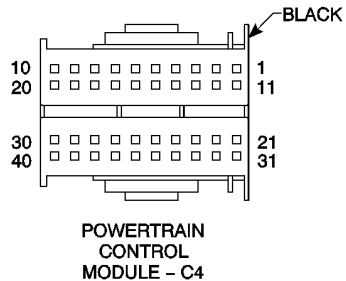 BLACK
10 1
20 11
30 21
40 31
POWERTRAIN
CONTROL
MODULE - C4